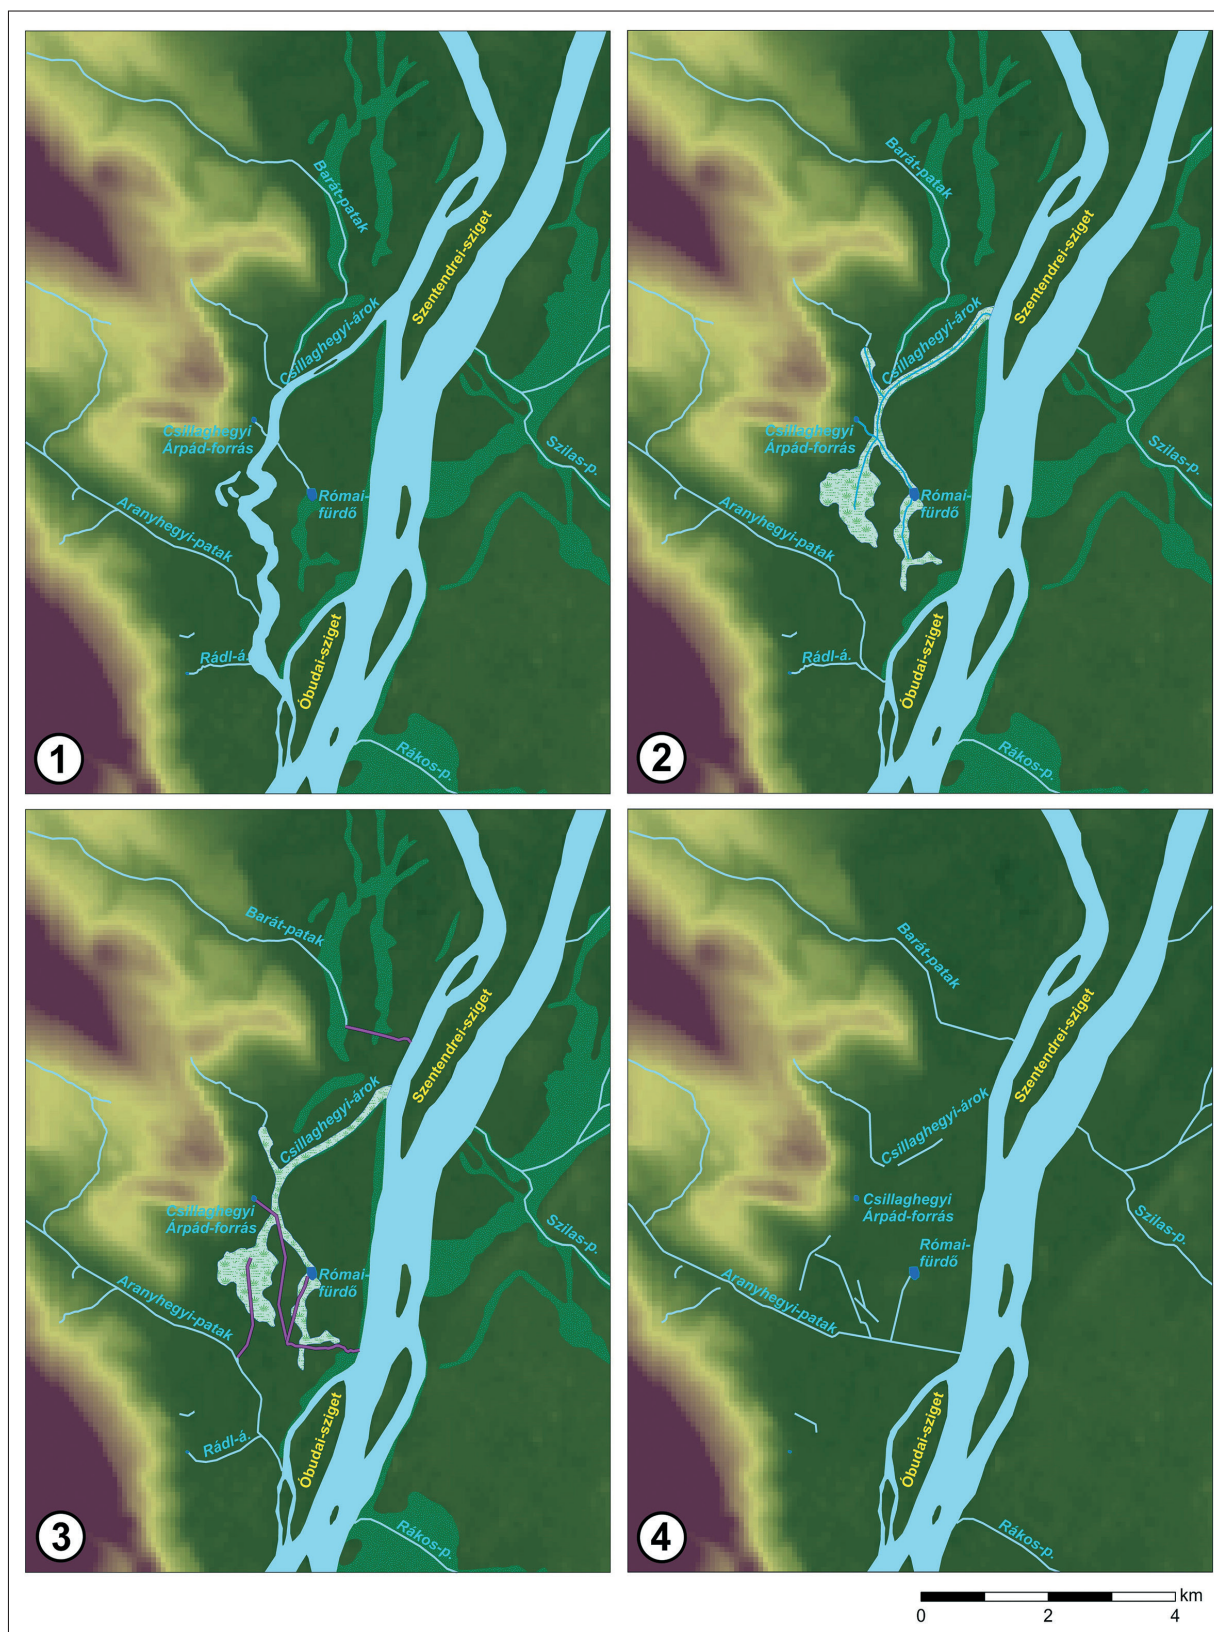 Barát-patak
Szentendrei-sziget
Csillaghegyi-árok
Csillaghegyi
Árpád-forrás
Szilas-p.
Római-
fürdő
Aranyhegyi-patak
Rádl-á.
Óbudai-sziget
Rákos-p.
1
Barát-patak
Szentendrei-sziget
Csillaghegyi-árok
Csillaghegyi
Árpád-forrás
Szilas-p.
Római-
fürdő
Aranyhegyi-patak
Rádl-á.
Óbudai-sziget
Rákos-p.
2
Barát-patak
Szentendrei-sziget
Csillaghegyi-árok
Csillaghegyi
Árpád-forrás
Szilas-p.
Római-
fürdő
Aranyhegyi-patak
Rádl-á.
Óbudai-sziget
Rákos-p.
3
Barát-patak
Szentendrei-sziget
Csillaghegyi-árok
Csillaghegyi
Árpád-forrás
Szilas-p.
Római-
fürdő
Aranyhegyi-patak
Óbudai-sziget
Rákos-p.
4
km
0 2 4